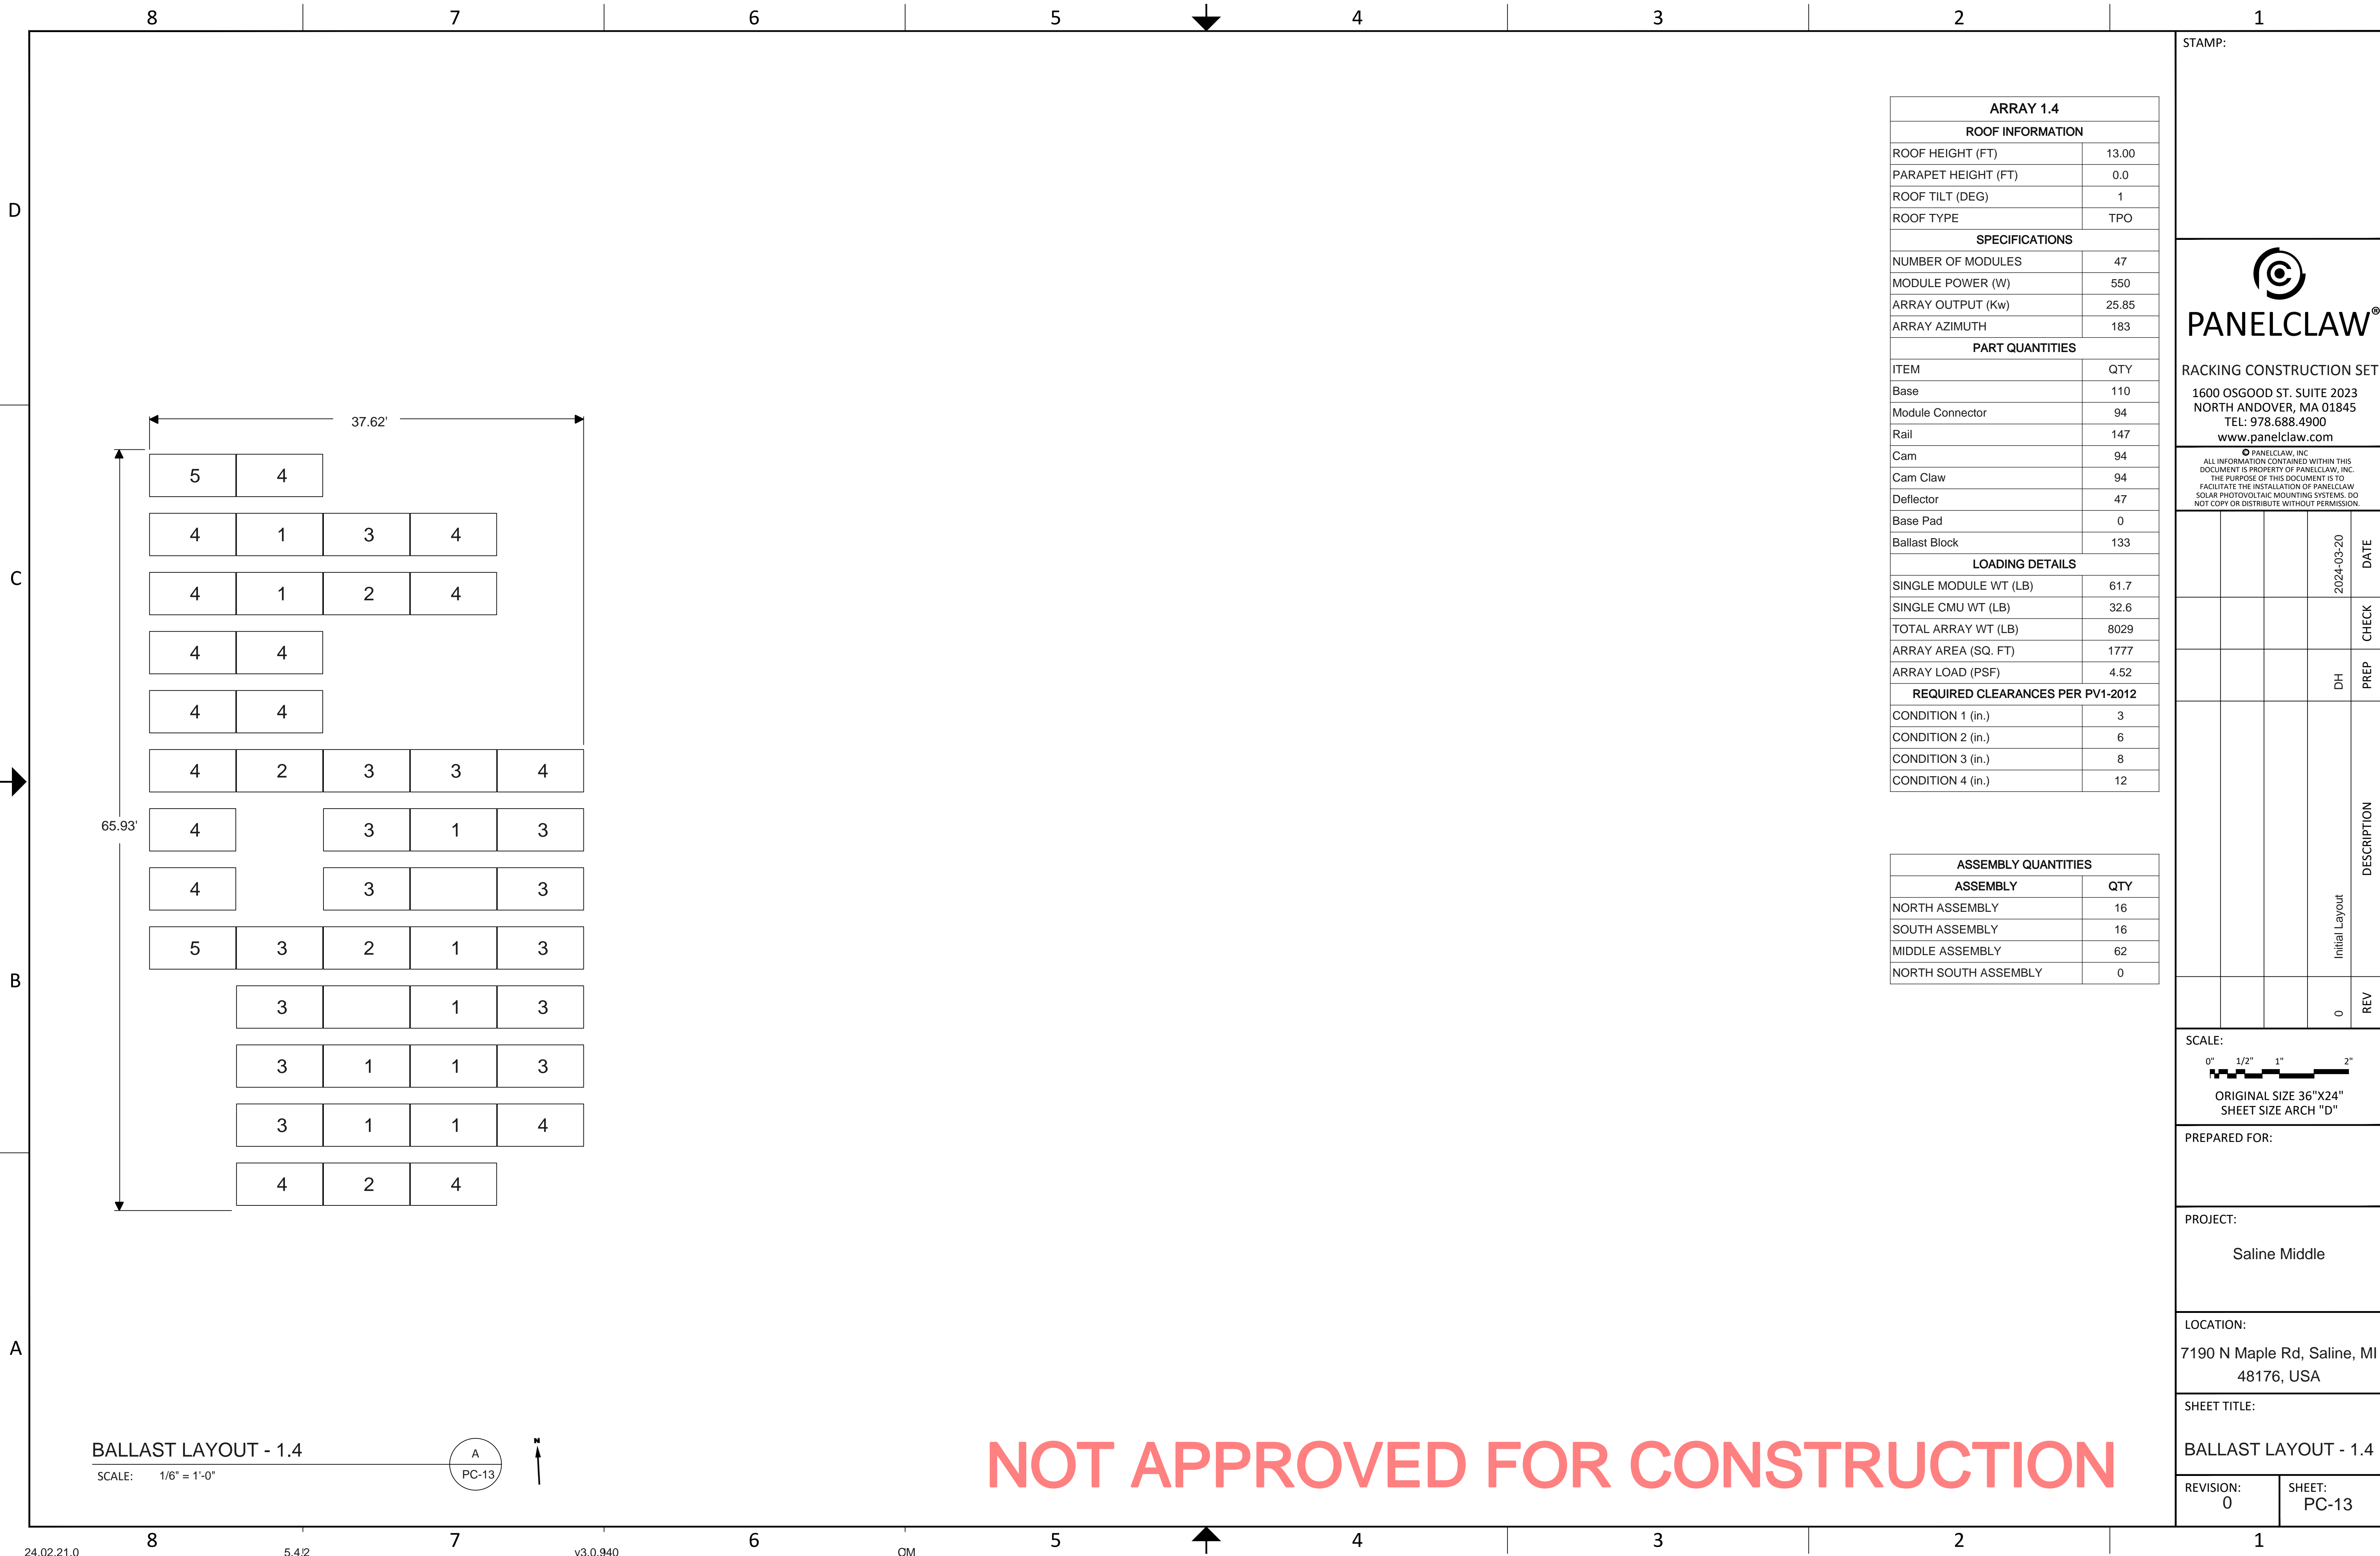 8 7 6 5 4 3 2 1
D
C
B
A
37.62'
65.93'
5 4
4 1 3 4
4 1 2 4
4 4
4 4
4 2 3 3 4
4 3 1 3
4 3 3
5 3 2 1 3
3 1 3
3 1 1 3
3 1 1 4
4 2 4
BALLAST LAYOUT - 1.4
SCALE: 1/6" = 1'-0"
A
PC-13
N
NOT APPROVED FOR CONSTRUCTION
ARRAY 1.4
ROOF INFORMATION
ROOF HEIGHT (FT) 13.00
PARAPET HEIGHT (FT) 0.0
ROOF TILT (DEG) 1
ROOF TYPE TPO
SPECIFICATIONS
NUMBER OF MODULES 47
MODULE POWER (W) 550
ARRAY OUTPUT (Kw) 25.85
ARRAY AZIMUTH 183
PART QUANTITIES
ITEM QTY
Base 110
Module Connector 94
Rail 147
Cam 94
Cam Claw 94
Deflector 47
Base Pad 0
Ballast Block 133
LOADING DETAILS
SINGLE MODULE WT (LB) 61.7
SINGLE CMU WT (LB) 32.6
TOTAL ARRAY WT (LB) 8029
ARRAY AREA (SQ. FT) 1777
ARRAY LOAD (PSF) 4.52
REQUIRED CLEARANCES PER PV1-2012
CONDITION 1 (in.) 3
CONDITION 2 (in.) 6
CONDITION 3 (in.) 8
CONDITION 4 (in.) 12
ASSEMBLY QUANTITIES
ASSEMBLY QTY
NORTH ASSEMBLY 16
SOUTH ASSEMBLY 16
MIDDLE ASSEMBLY 62
NORTH SOUTH ASSEMBLY 0
STAMP:
PANELCLAW®
RACKING CONSTRUCTION SET
1600 OSGOOD ST. SUITE 2023
NORTH ANDOVER, MA 01845
TEL: 978.688.4900
www.panelclaw.com
© PANELCLAW, INC
ALL INFORMATION CONTAINED WITHIN THIS
DOCUMENT IS PROPERTY OF PANELCLAW, INC.
THE PURPOSE OF THIS DOCUMENT IS TO
FACILITATE THE INSTALLATION OF PANELCLAW
SOLAR PHOTOVOLTAIC MOUNTING SYSTEMS. DO
NOT COPY OR DISTRIBUTE WITHOUT PERMISSION.
2024-03-20 DATE
CHECK
DH PREP
Initial Layout DESCRIPTION
0 REV
SCALE:
0" 1/2" 1" 2"
ORIGINAL SIZE 36"X24"
SHEET SIZE ARCH "D"
PREPARED FOR:
PROJECT:
Saline Middle
LOCATION:
7190 N Maple Rd, Saline, MI
48176, USA
SHEET TITLE:
BALLAST LAYOUT - 1.4
REVISION: SHEET:
0 PC-13
8 7 6 5 4 3 2 1
24.02.21.0 5.4.2 v3.0.940 OM